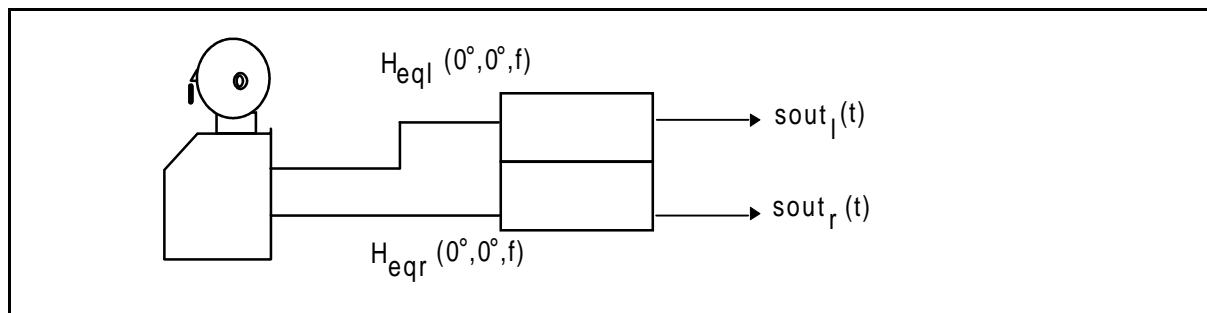 H_eql (0°,0°,f)
sout_l (t)
sout_r (t)
H_eqr (0°,0°,f)